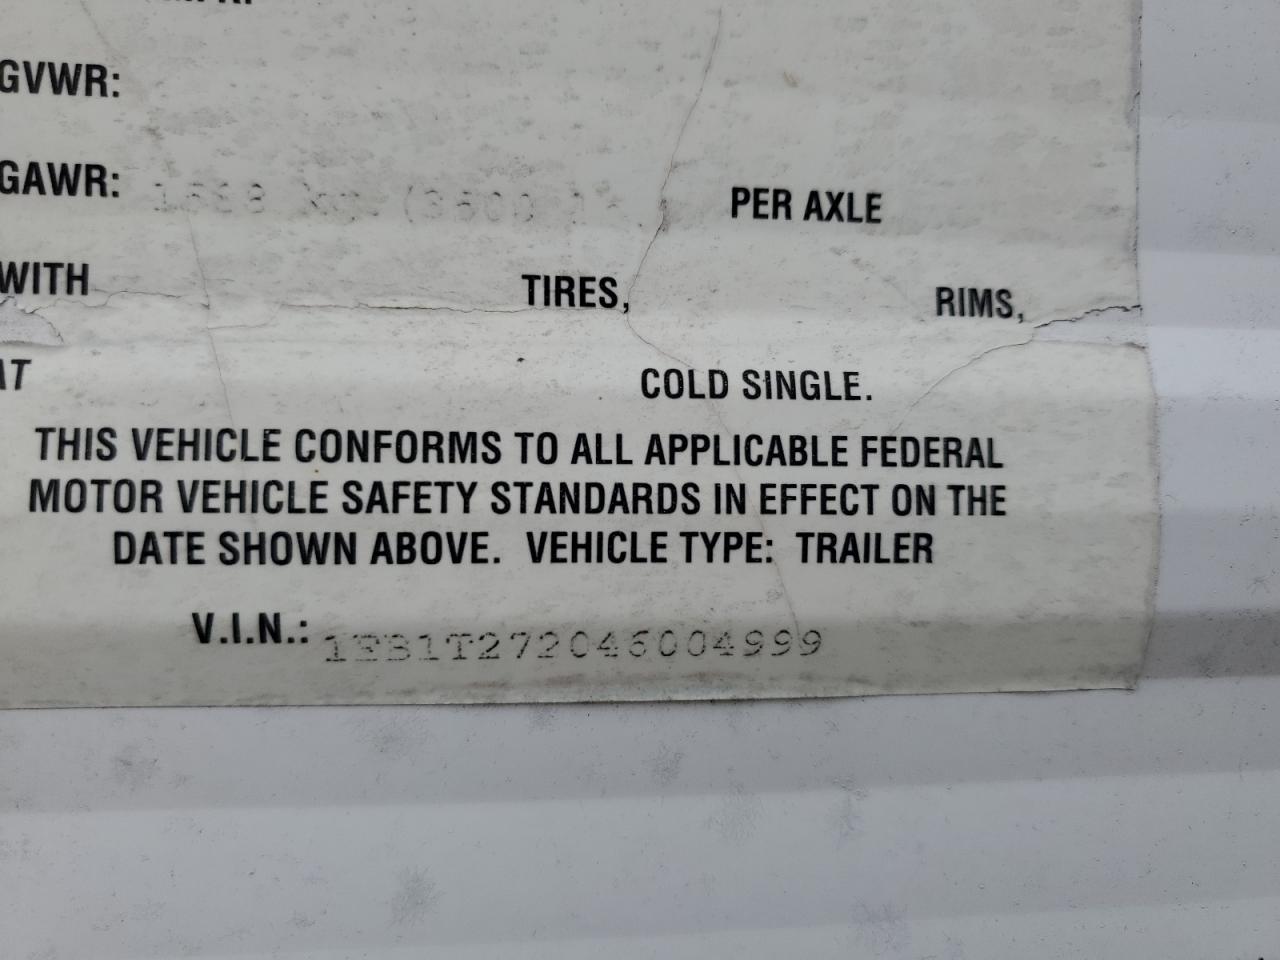 GVWR:
GAWR: PER AXLE
WITH TIRES, RIMS,
COLD SINGLE.
THIS VEHICLE CONFORMS TO ALL APPLICABLE FEDERAL
MOTOR VEHICLE SAFETY STANDARDS IN EFFECT ON THE
DATE SHOWN ABOVE. VEHICLE TYPE: TRAILER
V.I.N.: 1EB1T272046004999